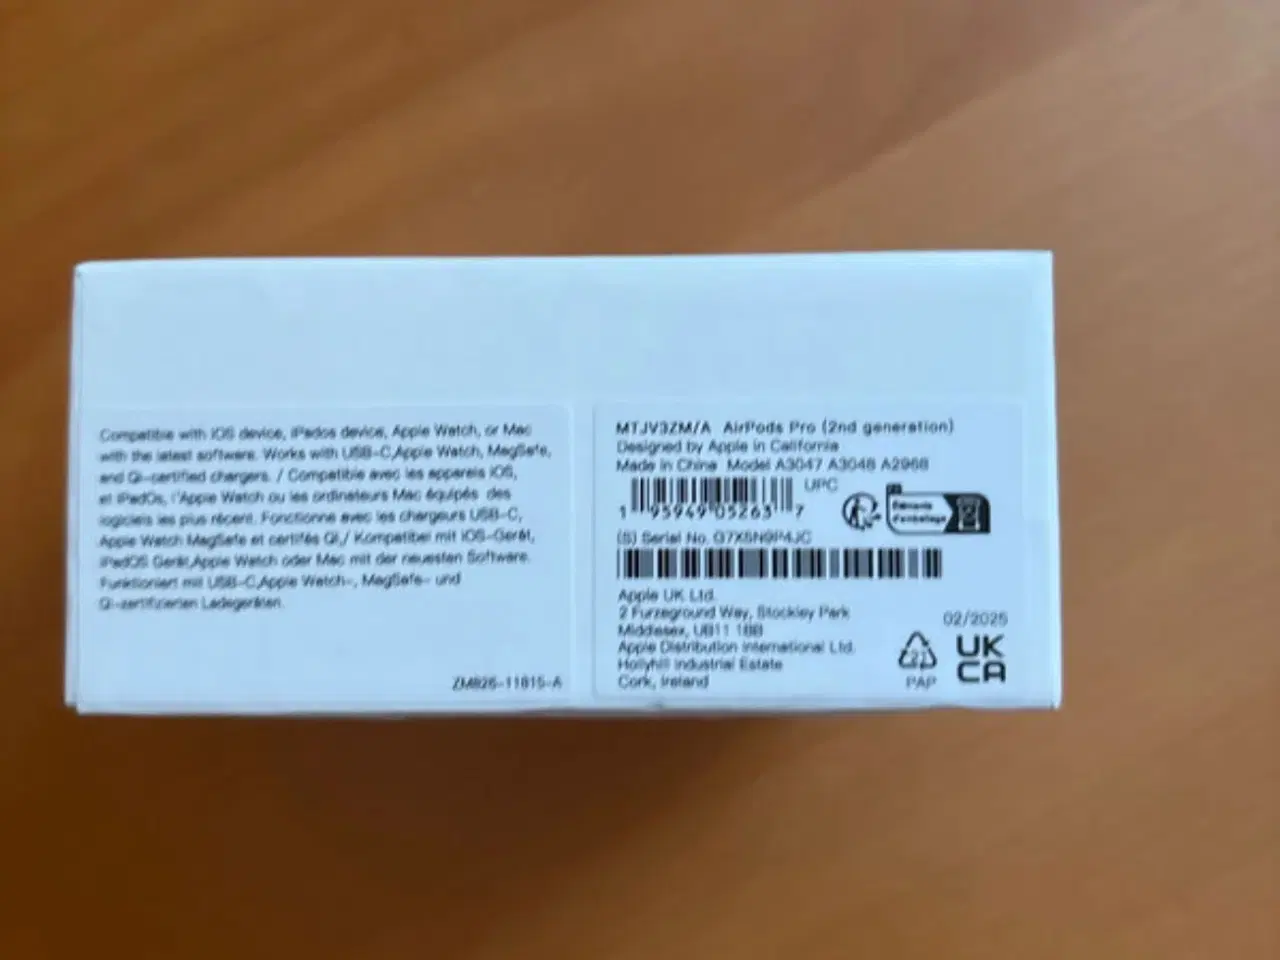 Compatible with iOS device, iPados device, Apple Watch, or Mac
with the latest software. Works with USB-C,Apple Watch, MagSafe,
and Qi-certified chargers. / Compatible avec les appareis iOS,
et iPadOs, l'Apple Watch ou les ordinateurs Mac équipés des
logiciels les plus récent. Fonctionne avec les chargeurs USB-C,
Apple Watch MagSafe et certifés QI,/ Kompatibel mit iOS-Gerät,
iPadOS Gerät,Apple Watch oder Mac mit der neuesten Software.
Funktioniert mit USB-C,Apple Watch-, MagSafe- und
Qi-zertifizierten Ladegeräten.
ZM826-11815-A
MTJV3ZM/A AirPods Pro (2nd generation)
Designed by Apple in California
Made in China Model A3047 A3048 A2968
UPC
1 95949 05263 7
(S) Serial No. G7X5N9P4JC
Apple UK Ltd.
2 Furzeground Way, Stockley Park
Middlesex, UB11 1BB
Apple Distribution International Ltd.
Hollyhill Industrial Estate
Cork, Ireland
Éléments
d'emballage
02/2025
21
PAP
UK
CA